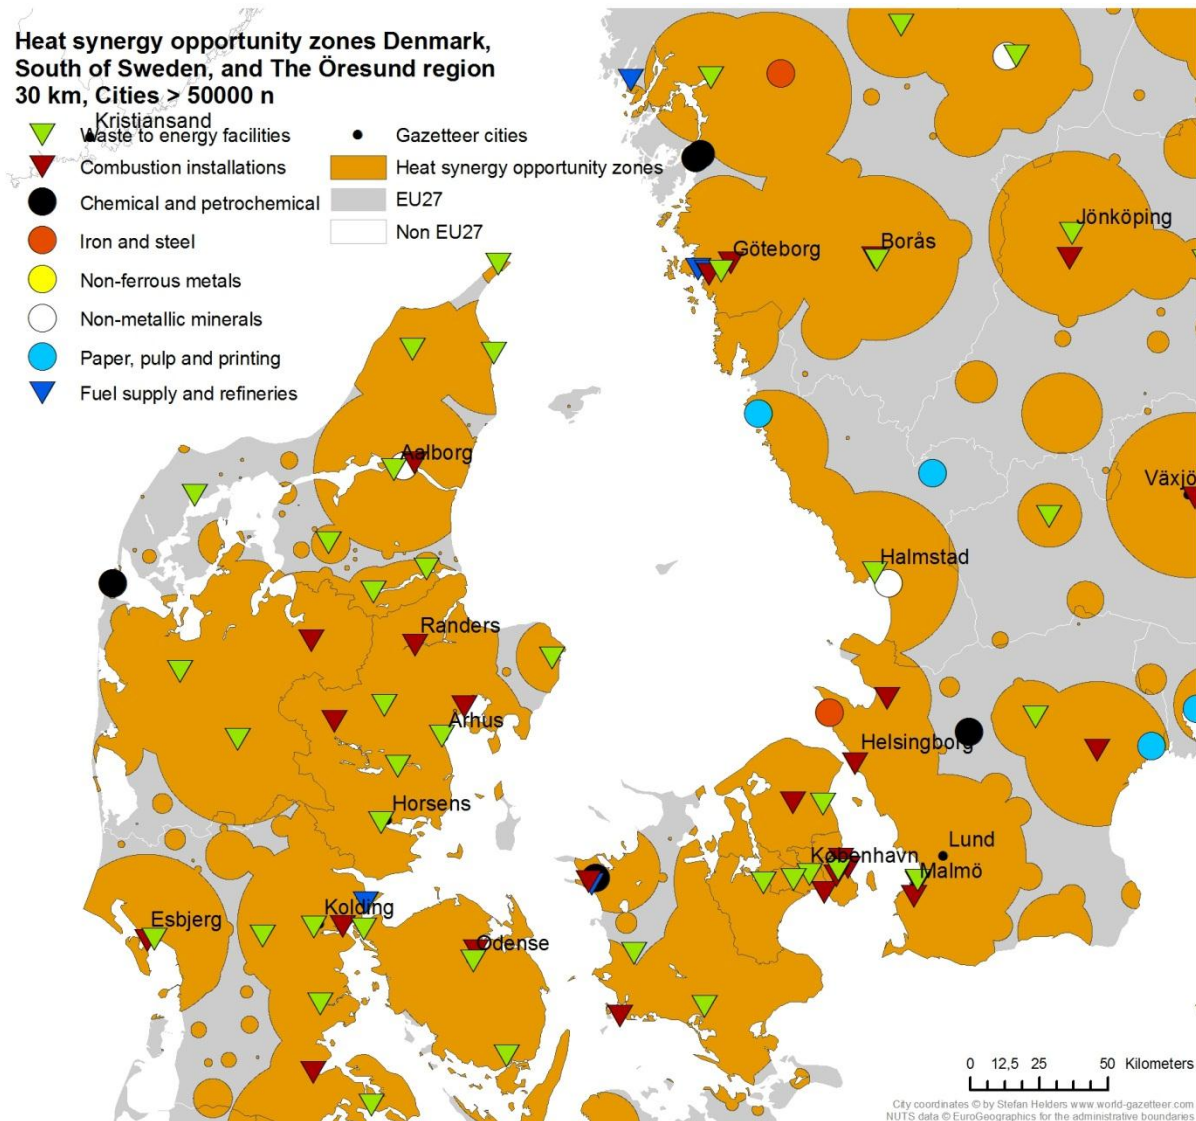 Heat synergy opportunity zones Denmark,
South of Sweden, and The Öresund region
30 km, Cities > 50000 n
Kristiansand
Waste to energy facilities
Gazetteer cities
Combustion installations
Heat synergy opportunity zones
Chemical and petrochemical
EU27
Iron and steel
Non EU27
Non-ferrous metals
Non-metallic minerals
Paper, pulp and printing
Fuel supply and refineries
Jönköping
Göteborg
Borås
Aalborg
Växjö
Halmstad
Randers
Århus
Helsingborg
Horsens
Lund
København
Malmö
Kolding
Esbjerg
Odense
0 12,5 25 50 Kilometers
City coordinates © by Stefan Helders www.world-gazetteer.com
NUTS data © EuroGeographics for the administrative boundaries